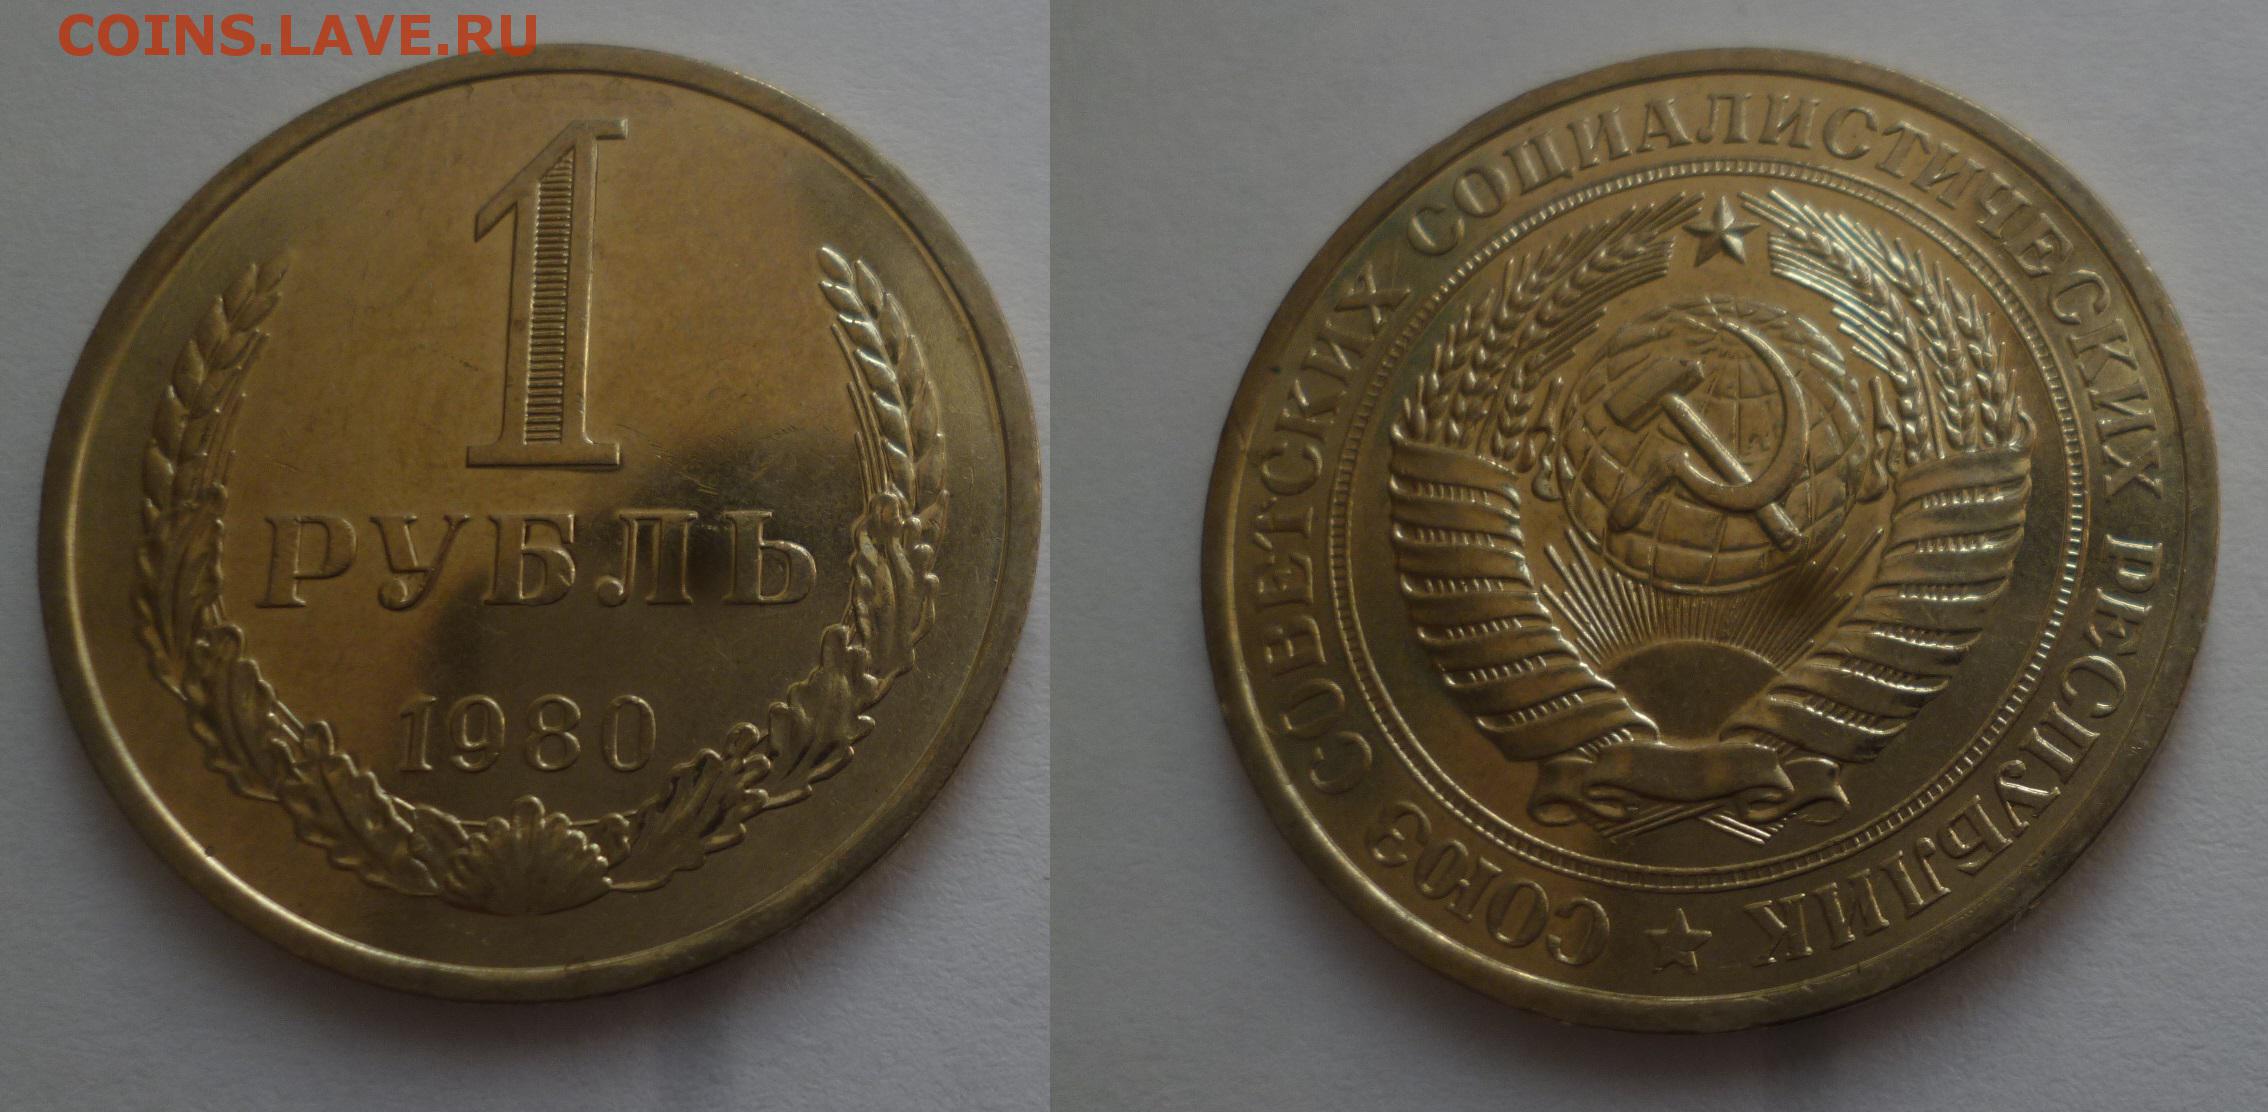 COINS.LAVE.RU
1
РУБЛЬ
1980
СОЮЗ СОВЕТСКИХ СОЦИАЛИСТИЧЕСКИХ РЕСПУБЛИК